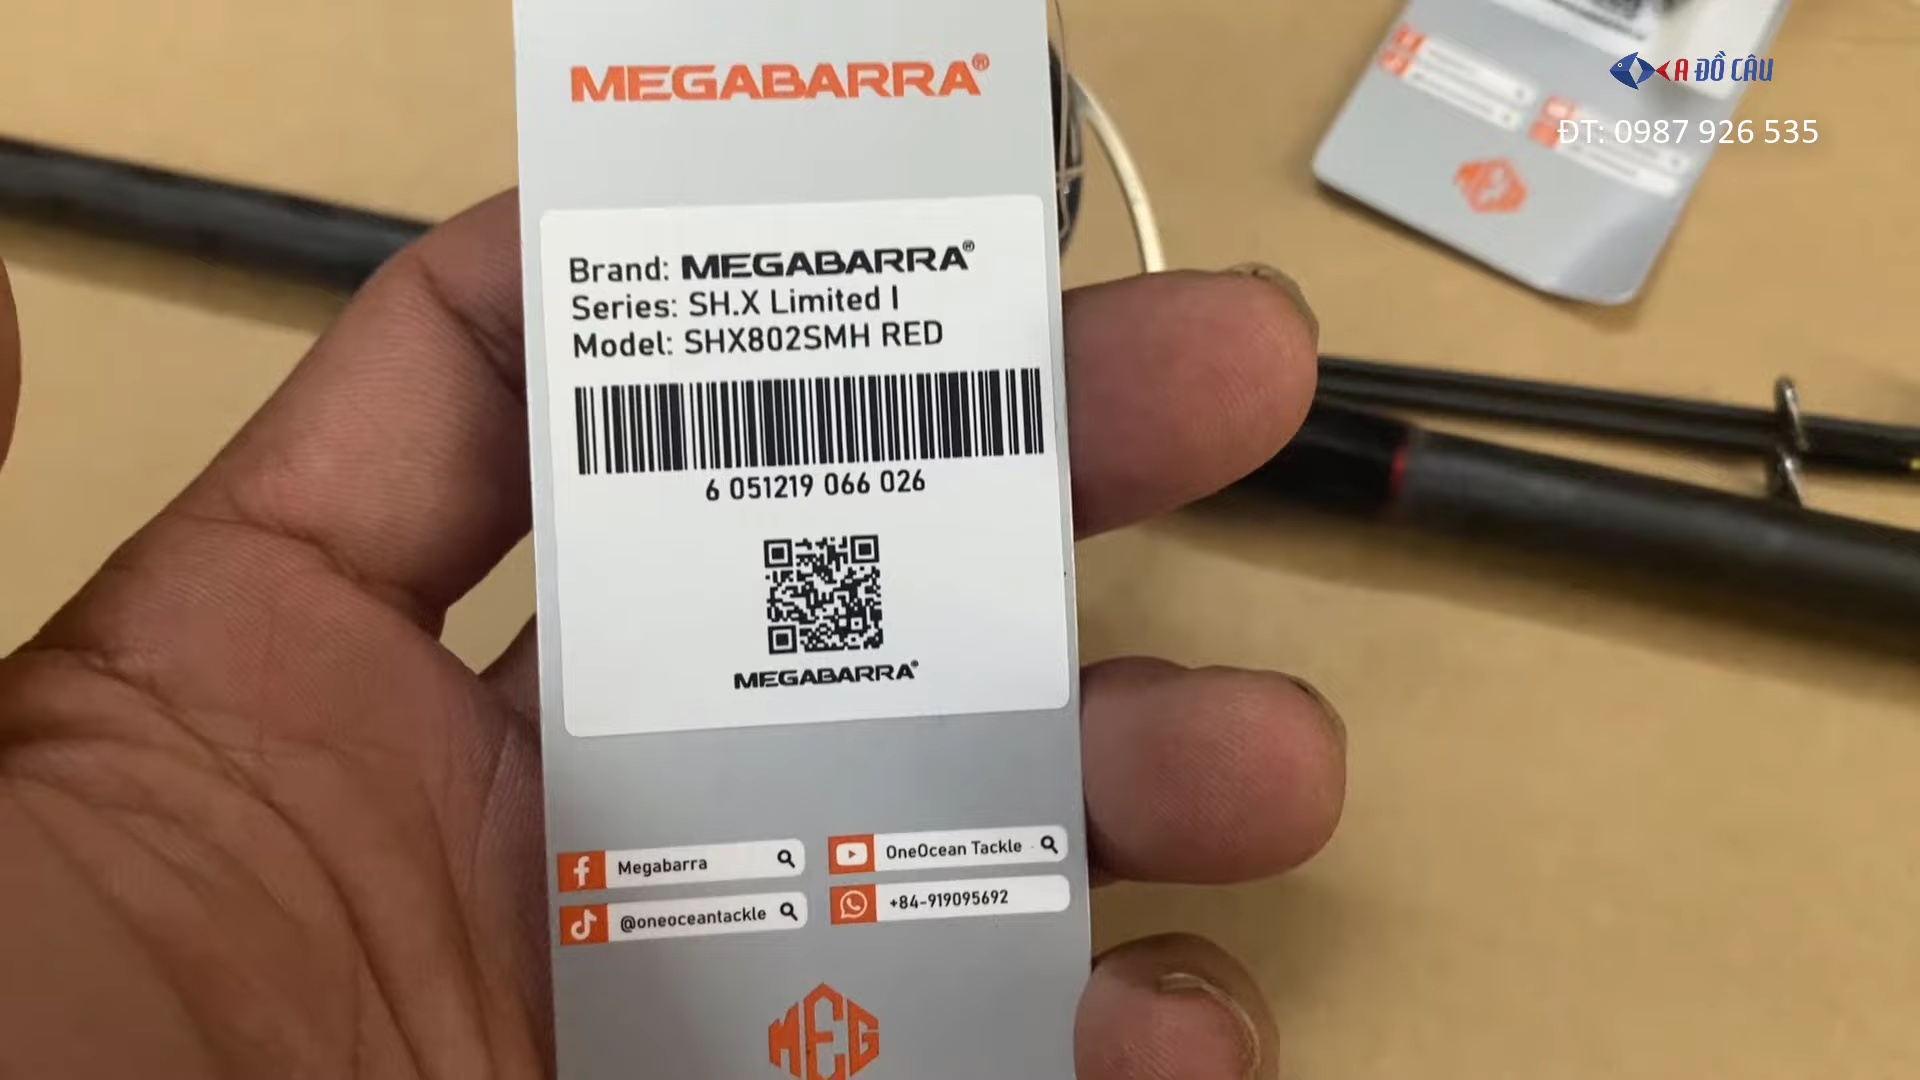 MEGABARRA®
A ĐỒ CÂU
ĐT: 0987 926 535
Brand: MEGABARRA®
Series: SH.X Limited I
Model: SHX802SMH RED
6 051219 066 026
MEGABARRA®
Megabarra
OneOcean Tackle
@oneoceantackle
+84-919095692
MEG